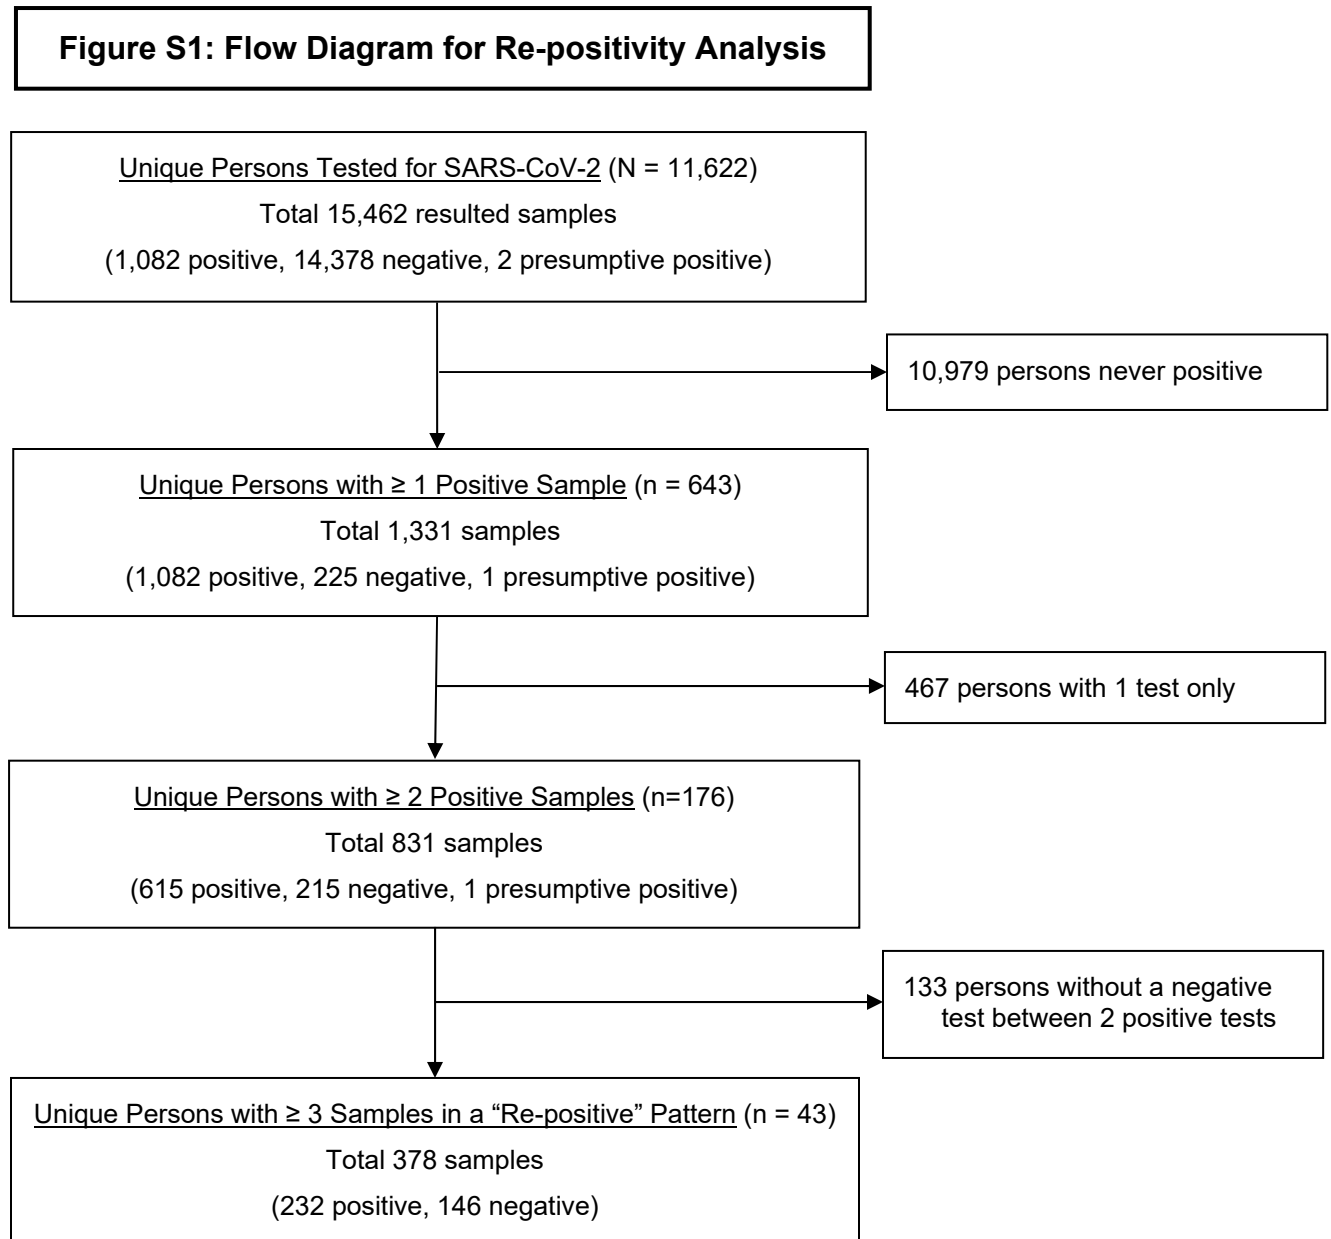 Figure S1: Flow Diagram for Re-positivity Analysis
Unique Persons Tested for SARS-CoV-2 (N = 11,622)
Total 15,462 resulted samples
(1,082 positive, 14,378 negative, 2 presumptive positive)
10,979 persons never positive
Unique Persons with ≥ 1 Positive Sample (n = 643)
Total 1,331 samples
(1,082 positive, 225 negative, 1 presumptive positive)
467 persons with 1 test only
Unique Persons with ≥ 2 Positive Samples (n=176)
Total 831 samples
(615 positive, 215 negative, 1 presumptive positive)
133 persons without a negative
test between 2 positive tests
Unique Persons with ≥ 3 Samples in a “Re-positive” Pattern (n = 43)
Total 378 samples
(232 positive, 146 negative)